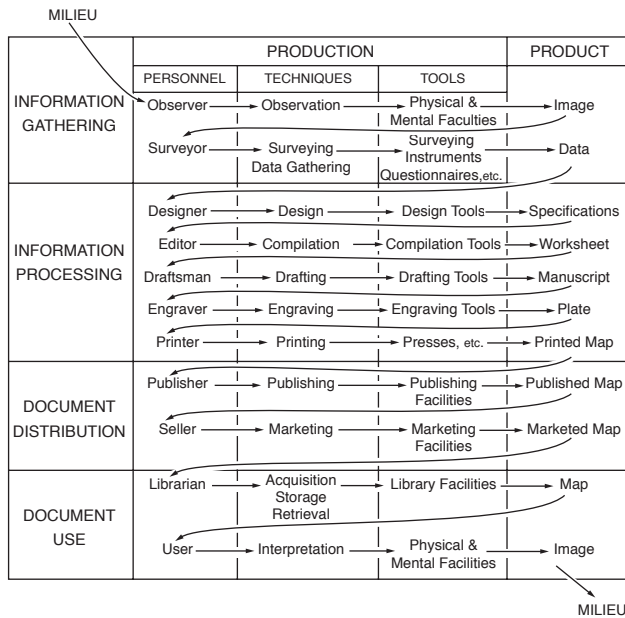 MILIEU
PRODUCTION PRODUCT
PERSONNEL TECHNIQUES TOOLS
INFORMATION
GATHERING
Observer Observation Physical & Image
Mental Faculties
Surveyor Surveying Surveying Data
Data Gathering Instruments
Questionnaires,etc.
INFORMATION
PROCESSING
Designer Design Design Tools Specifications
Editor Compilation Compilation Tools Worksheet
Draftsman Drafting Drafting Tools Manuscript
Engraver Engraving Engraving Tools Plate
Printer Printing Presses, etc. Printed Map
DOCUMENT
DISTRIBUTION
Publisher Publishing Publishing Published Map
Facilities
Seller Marketing Marketing Marketed Map
Facilities
DOCUMENT
USE
Librarian Acquisition Library Facilities Map
Storage
Retrieval
User Interpretation Physical & Image
Mental Facilities
MILIEU